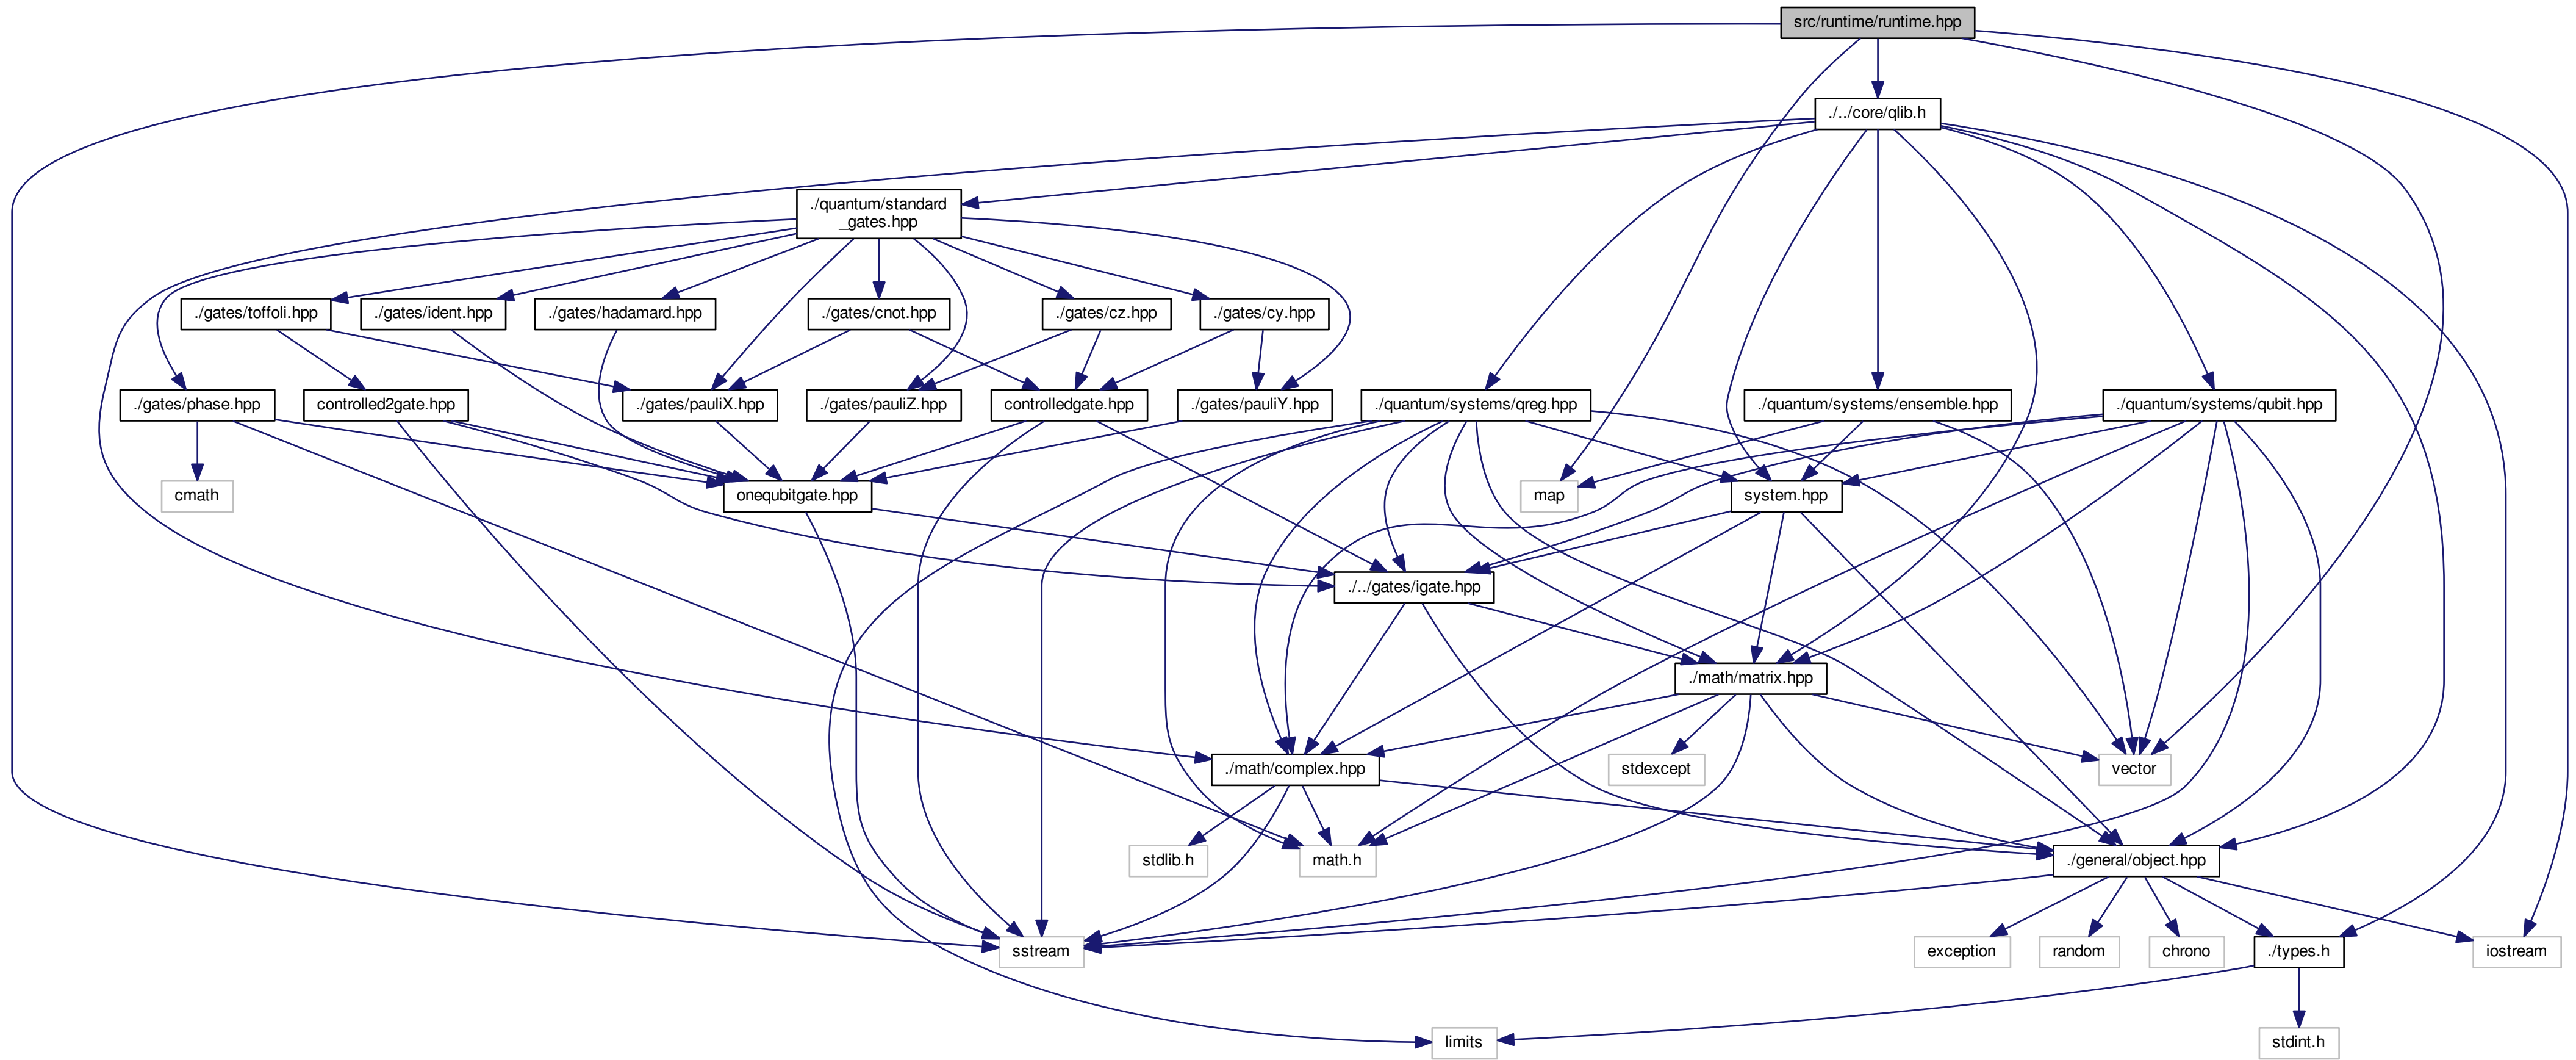 src/runtime/runtime.hpp
./../core/qlib.h
./quantum/standard
_gates.hpp
./gates/toffoli.hpp
./gates/ident.hpp
./gates/hadamard.hpp
./gates/cnot.hpp
./gates/cz.hpp
./gates/cy.hpp
./gates/phase.hpp
controlled2gate.hpp
./gates/pauliX.hpp
./gates/pauliZ.hpp
controlledgate.hpp
./gates/pauliY.hpp
./quantum/systems/qreg.hpp
./quantum/systems/ensemble.hpp
./quantum/systems/qubit.hpp
cmath
onequbitgate.hpp
map
system.hpp
./../gates/igate.hpp
./math/matrix.hpp
./math/complex.hpp
stdexcept
vector
stdlib.h
math.h
./general/object.hpp
sstream
exception
random
chrono
./types.h
iostream
limits
stdint.h